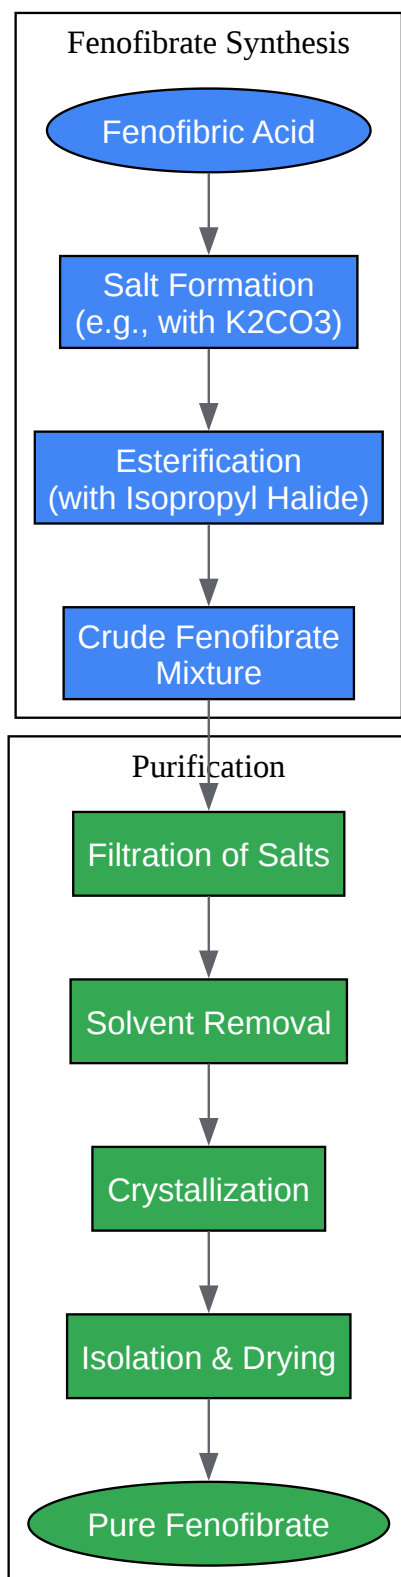 Fenofibrate Synthesis
Fenofibric Acid
Salt Formation
(e.g., with K2CO3)
Esterification
(with Isopropyl Halide)
Crude Fenofibrate
Mixture
Purification
Filtration of Salts
Solvent Removal
Crystallization
Isolation & Drying
Pure Fenofibrate